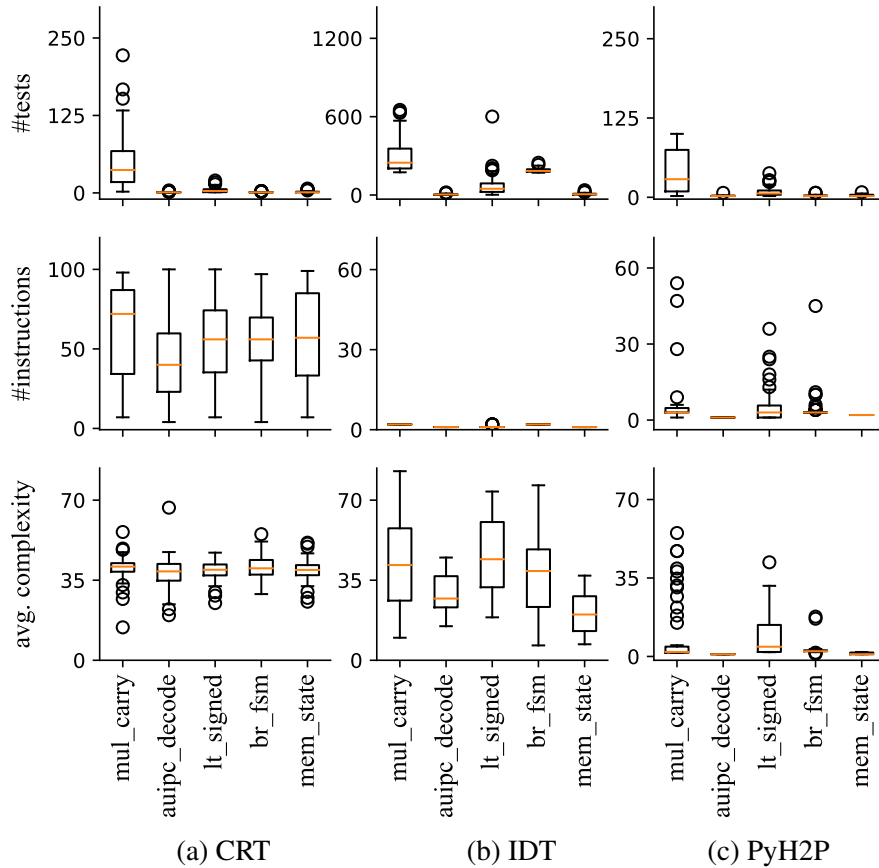 #tests
250
125
0
1200
600
0
250
125
0
#instructions
100
50
0
60
30
0
60
30
0
avg. complexity
70
35
0
70
35
0
70
35
0
mul_carry
auipc_decode
lt_signed
br_fsm
mem_state
mul_carry
auipc_decode
lt_signed
br_fsm
mem_state
mul_carry
auipc_decode
lt_signed
br_fsm
mem_state
(a) CRT
(b) IDT
(c) PyH2P